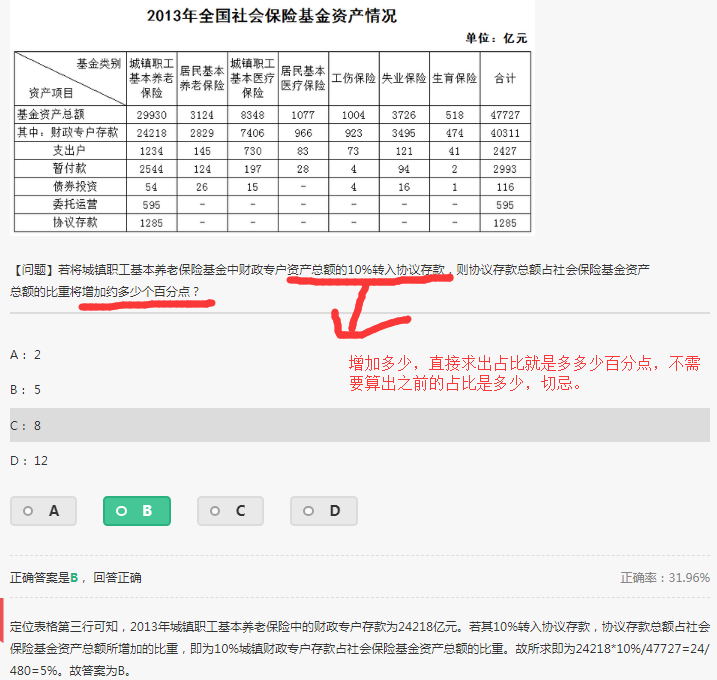 2013年全国社会保险基金资产情况
单位：亿元
基金类别 资产项目 城镇职工基本养老保险 居民基本养老保险 城镇职工基本医疗保险 居民基本医疗保险 工伤保险 失业保险 生育保险 合计
基金资产总额 29930 3124 8348 1077 1004 3726 518 47727
其中：财政专户存款 24218 2829 7406 966 923 3495 474 40311
支出户 1234 145 730 83 73 121 41 2427
暂付款 2544 124 197 28 4 94 2 2993
债券投资 54 26 15 - 4 16 1 116
委托运营 595 - - - - - - 595
协议存款 1285 - - - - - - 1285
【问题】若将城镇职工基本养老保险基金中财政专户资产总额的10%转入协议存款，则协议存款总额占社会保险基金资产
总额的比重将增加约多少个百分点？
A：2
增加多少，直接求出占比就是多多少百分点，不需
要算出之前的占比是多少，切忌。
B：5
C：8
D：12
A B C D
正确答案是B， 回答正确 正确率：31.96%
定位表格第三行可知，2013年城镇职工基本养老保险中的财政专户存款为24218亿元。若其10%转入协议存款，协议存款总额占社会
保险基金资产总额所增加的比重，即为10%城镇财政专户存款占社会保险基金资产总额的比重。故所求即为24218*10%/47727=24/
480=5%。故答案为B。